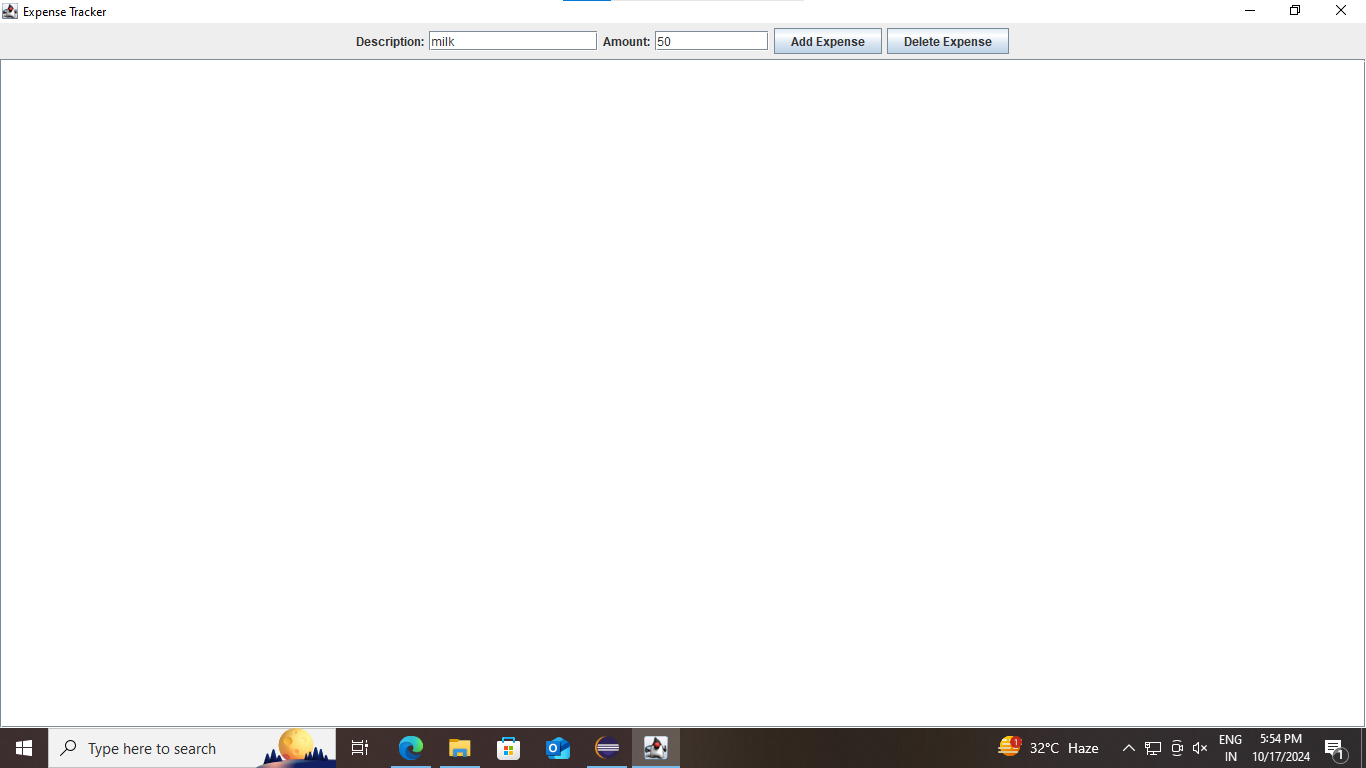 Expense Tracker
Description: milk Amount: 50 Add Expense Delete Expense
Type here to search
1
32°C Haze
ENG
IN
5:54 PM
10/17/2024
1